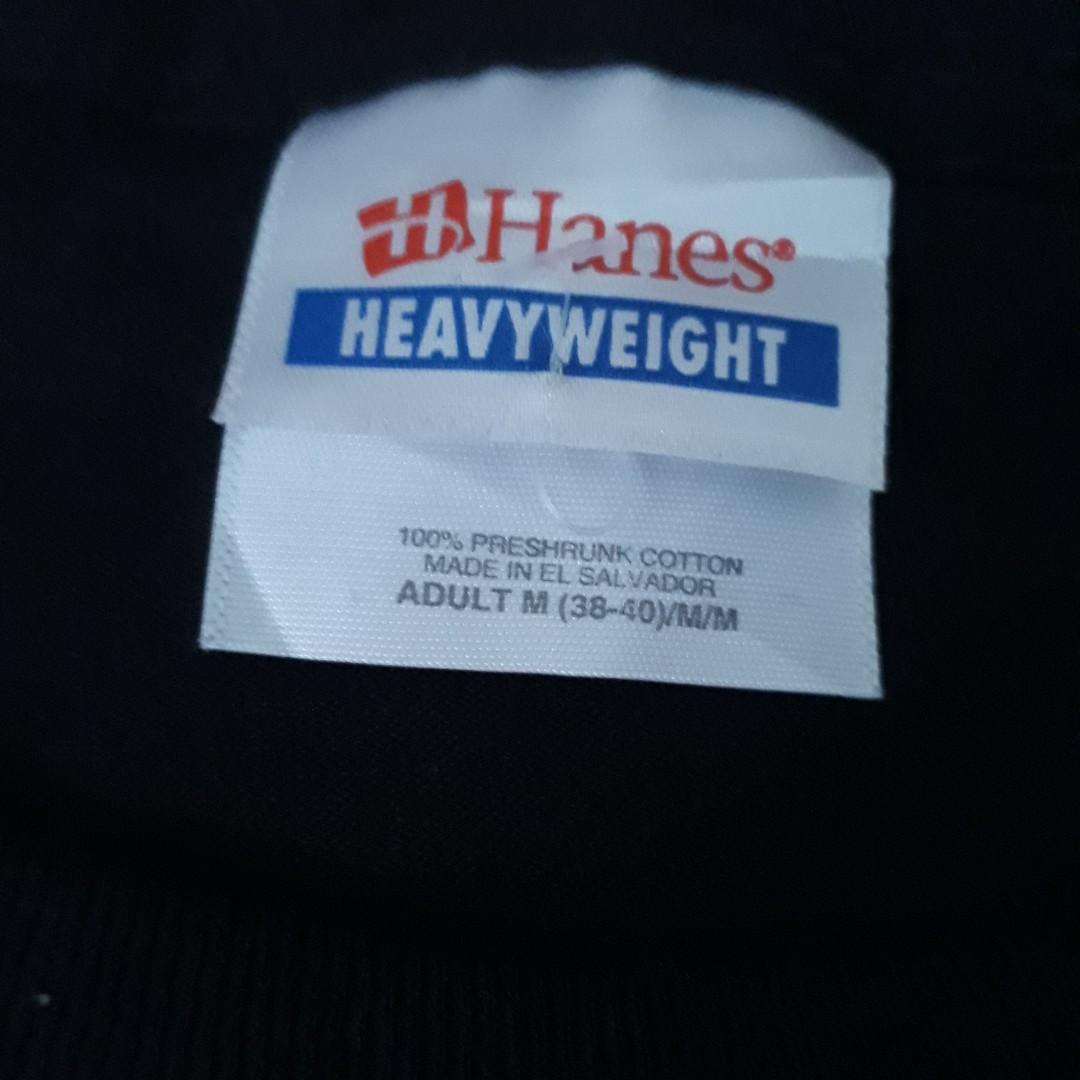 H Hanes®
HEAVYWEIGHT
100% PRESHRUNK COTTON
MADE IN EL SALVADOR
ADULT M (38-40)/M/M